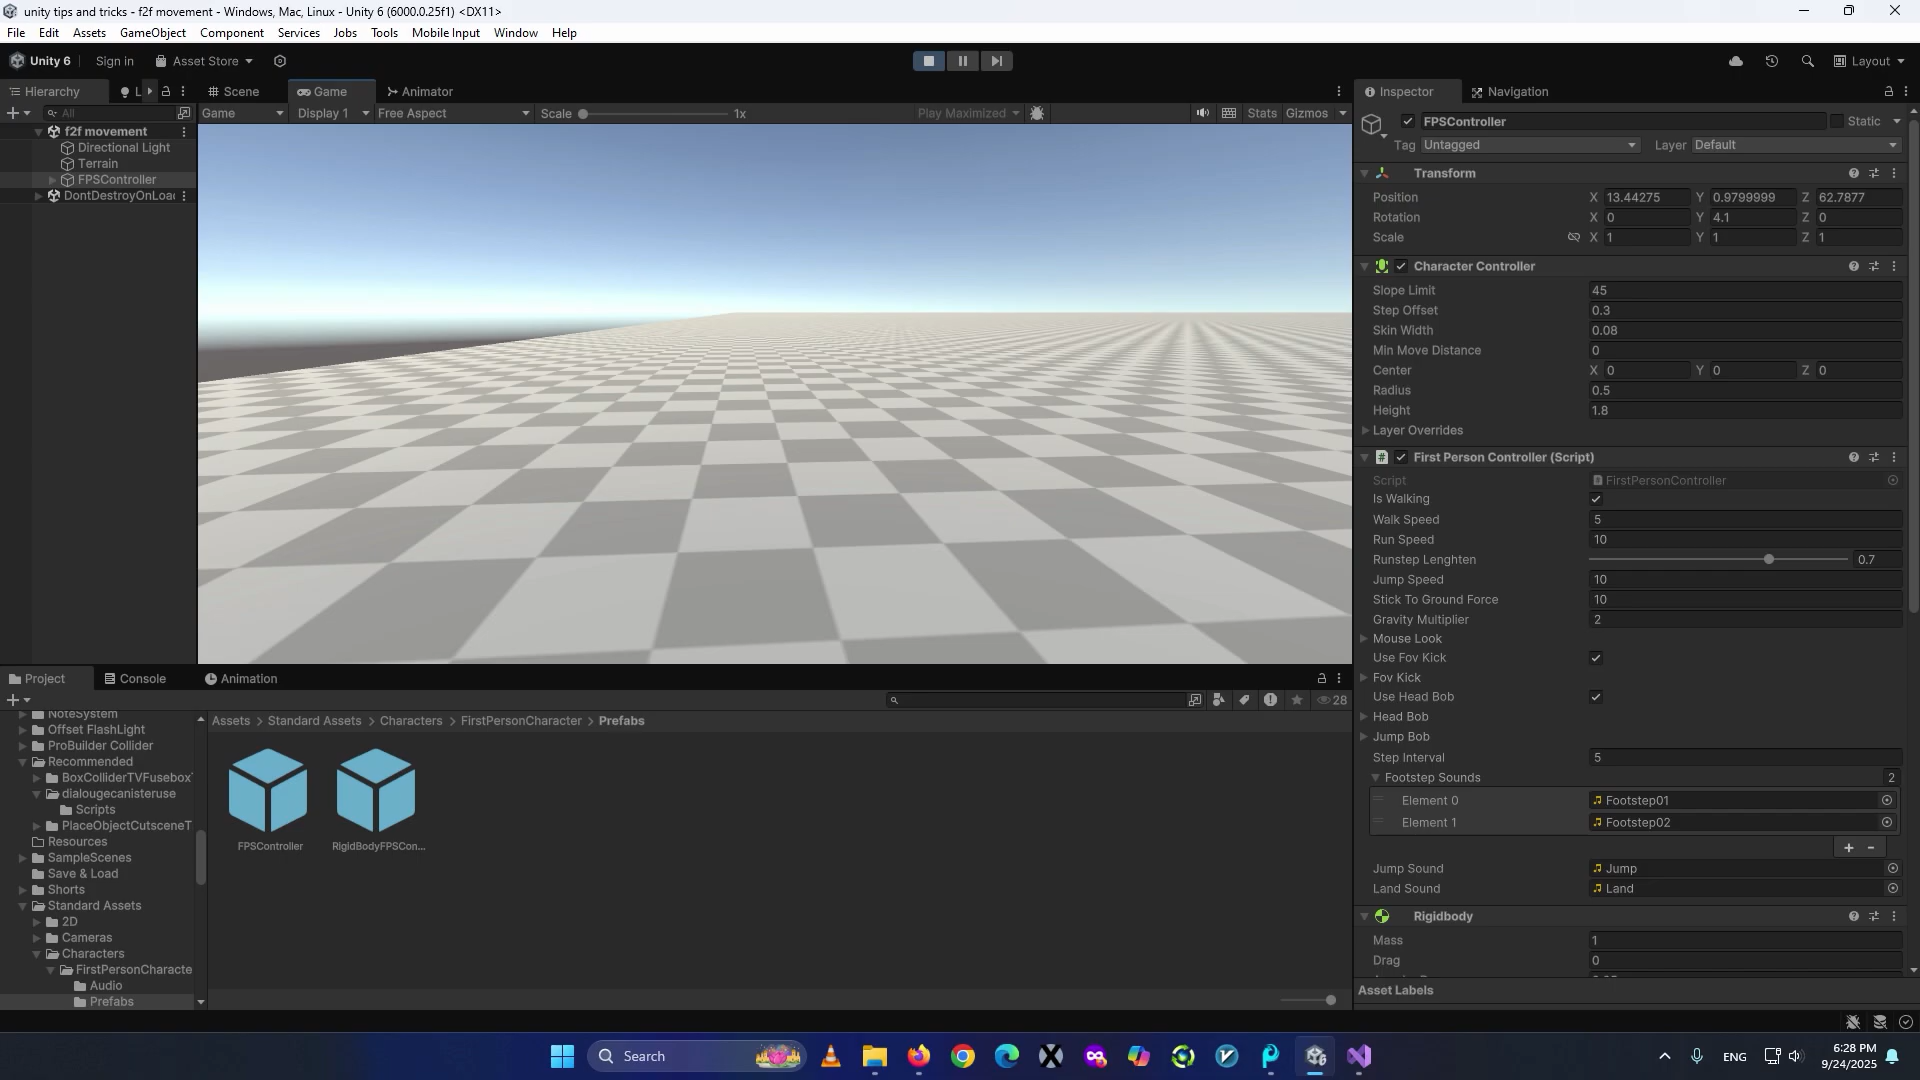 unity tips and tricks - f2f movement - Windows, Mac, Linux - Unity 6 (6000.0.25f1) <DX11>
File Edit Assets GameObject Component Services Jobs Tools Mobile Input Window Help
Unity 6 Sign in Asset Store Layout
Hierarchy L Scene Game Animator Inspector Navigation
All Game Display 1 Free Aspect Scale 1x Play Maximized Stats Gizmos
FPSController Static
f2f movement
Tag Untagged Layer Default
Directional Light
Terrain
FPSController
DontDestroyOnLoad
Transform
Position X 13.44275 Y 0.9799999 Z 62.7877
Rotation X 0 Y 4.1 Z 0
Scale X 1 Y 1 Z 1
Character Controller
Slope Limit 45
Step Offset 0.3
Skin Width 0.08
Min Move Distance 0
Center X 0 Y 0 Z 0
Radius 0.5
Height 1.8
Layer Overrides
First Person Controller (Script)
Script FirstPersonController
Is Walking
Walk Speed 5
Run Speed 10
Runstep Lenghten 0.7
Jump Speed 10
Stick To Ground Force 10
Gravity Multiplier 2
Mouse Look
Use Fov Kick
Fov Kick
Use Head Bob
Head Bob
Jump Bob
Step Interval 5
Footstep Sounds 2
Element 0 Footstep01
Element 1 Footstep02
Jump Sound Jump
Land Sound Land
Rigidbody
Mass 1
Drag 0
Asset Labels
Project Console Animation
28
Assets > Standard Assets > Characters > FirstPersonCharacter > Prefabs
NoteSystem
Offset FlashLight
ProBuilder Collider
Recommended
BoxColliderTVFusebox
dialougecanisteruse
Scripts
PlaceObjectCutsceneT
Resources
SampleScenes
Save & Load
Shorts
Standard Assets
2D
Cameras
Characters
FirstPersonCharacte
Audio
Prefabs
FPSController RigidBodyFPSCon...
Search
ENG
6:28 PM
9/24/2025